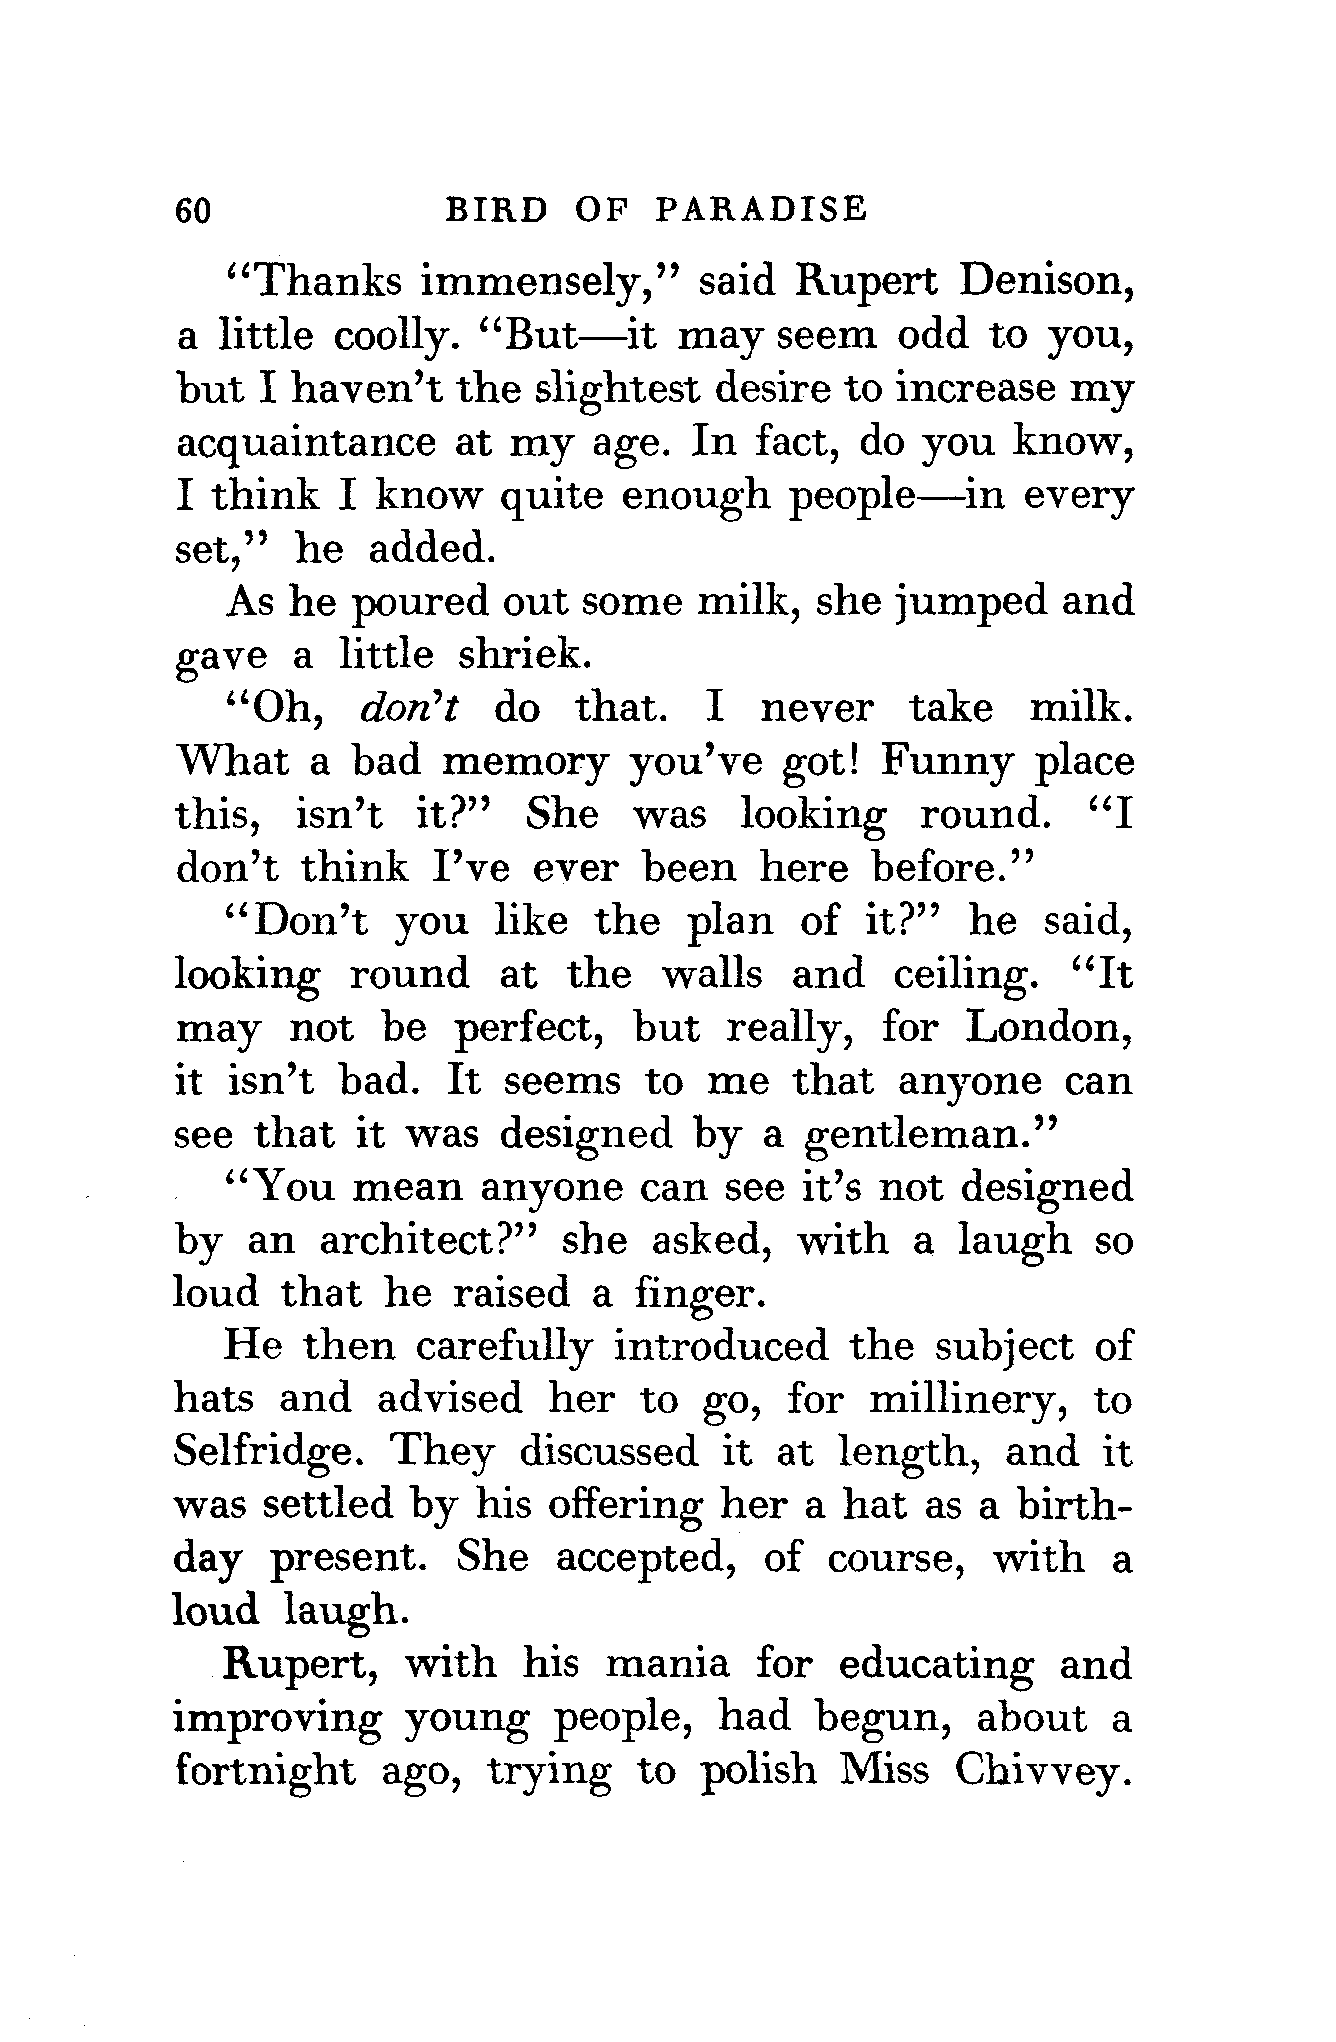 60 BIRD OF PARADISE
“Thanks immensely,” said Rupert Denison,
a little coolly. “But—it may seem odd to you,
but I haven’t the slightest desire to increase my
acquaintance at my age. In fact, do you know,
I think I know quite enough people—in every
set,” he added.
As he poured out some milk, she jumped and
gave a little shriek.
“Oh, don’t do that. I never take milk.
What a bad memory you’ve got! Funny place
this, isn’t it?” She was looking round. “I
don’t think I’ve ever been here before.”
“Don’t you like the plan of it?” he said,
looking round at the walls and ceiling. “It
may not be perfect, but really, for London,
it isn’t bad. It seems to me that anyone can
see that it was designed by a gentleman.”
“You mean anyone can see it’s not designed
by an architect?” she asked, with a laugh so
loud that he raised a finger.
He then carefully introduced the subject of
hats and advised her to go, for millinery, to
Selfridge. They discussed it at length, and it
was settled by his offering her a hat as a birth-
day present. She accepted, of course, with a
loud laugh.
Rupert, with his mania for educating and
improving young people, had begun, about a
fortnight ago, trying to polish Miss Chivvey.